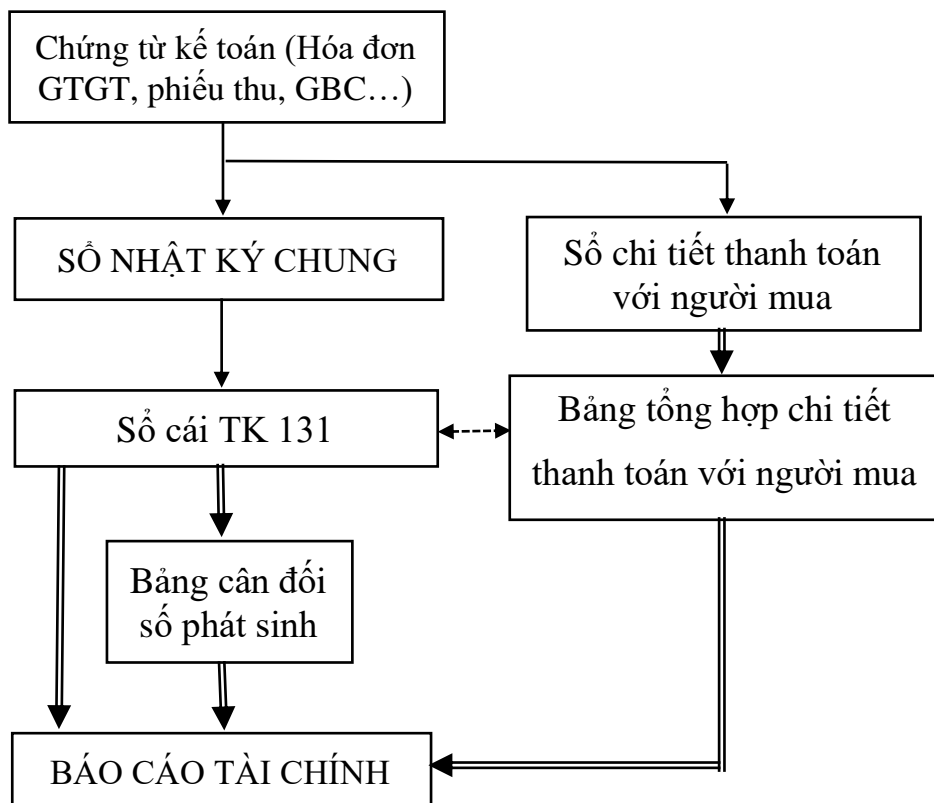 Chứng từ kế toán (Hóa đơn
GTGT, phiếu thu, GBC…)
SỔ NHẬT KÝ CHUNG
Sổ chi tiết thanh toán
với người mua
Sổ cái TK 131
Bảng tổng hợp chi tiết
thanh toán với người mua
Bảng cân đối
số phát sinh
BÁO CÁO TÀI CHÍNH